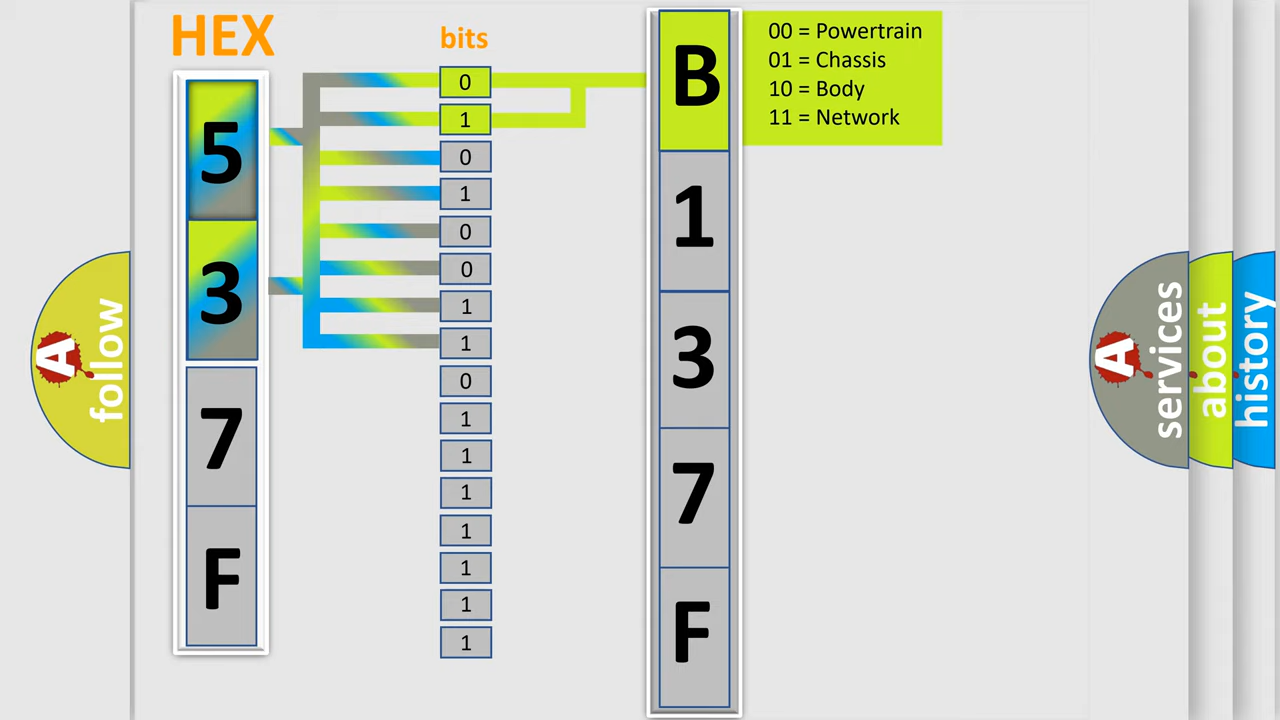 HEX
bits
5
3
7
F
0
1
0
1
0
0
1
1
0
1
1
1
1
1
1
1
B
1
3
7
F
00 = Powertrain
01 = Chassis
10 = Body
11 = Network
A
follow
A
services
about
history